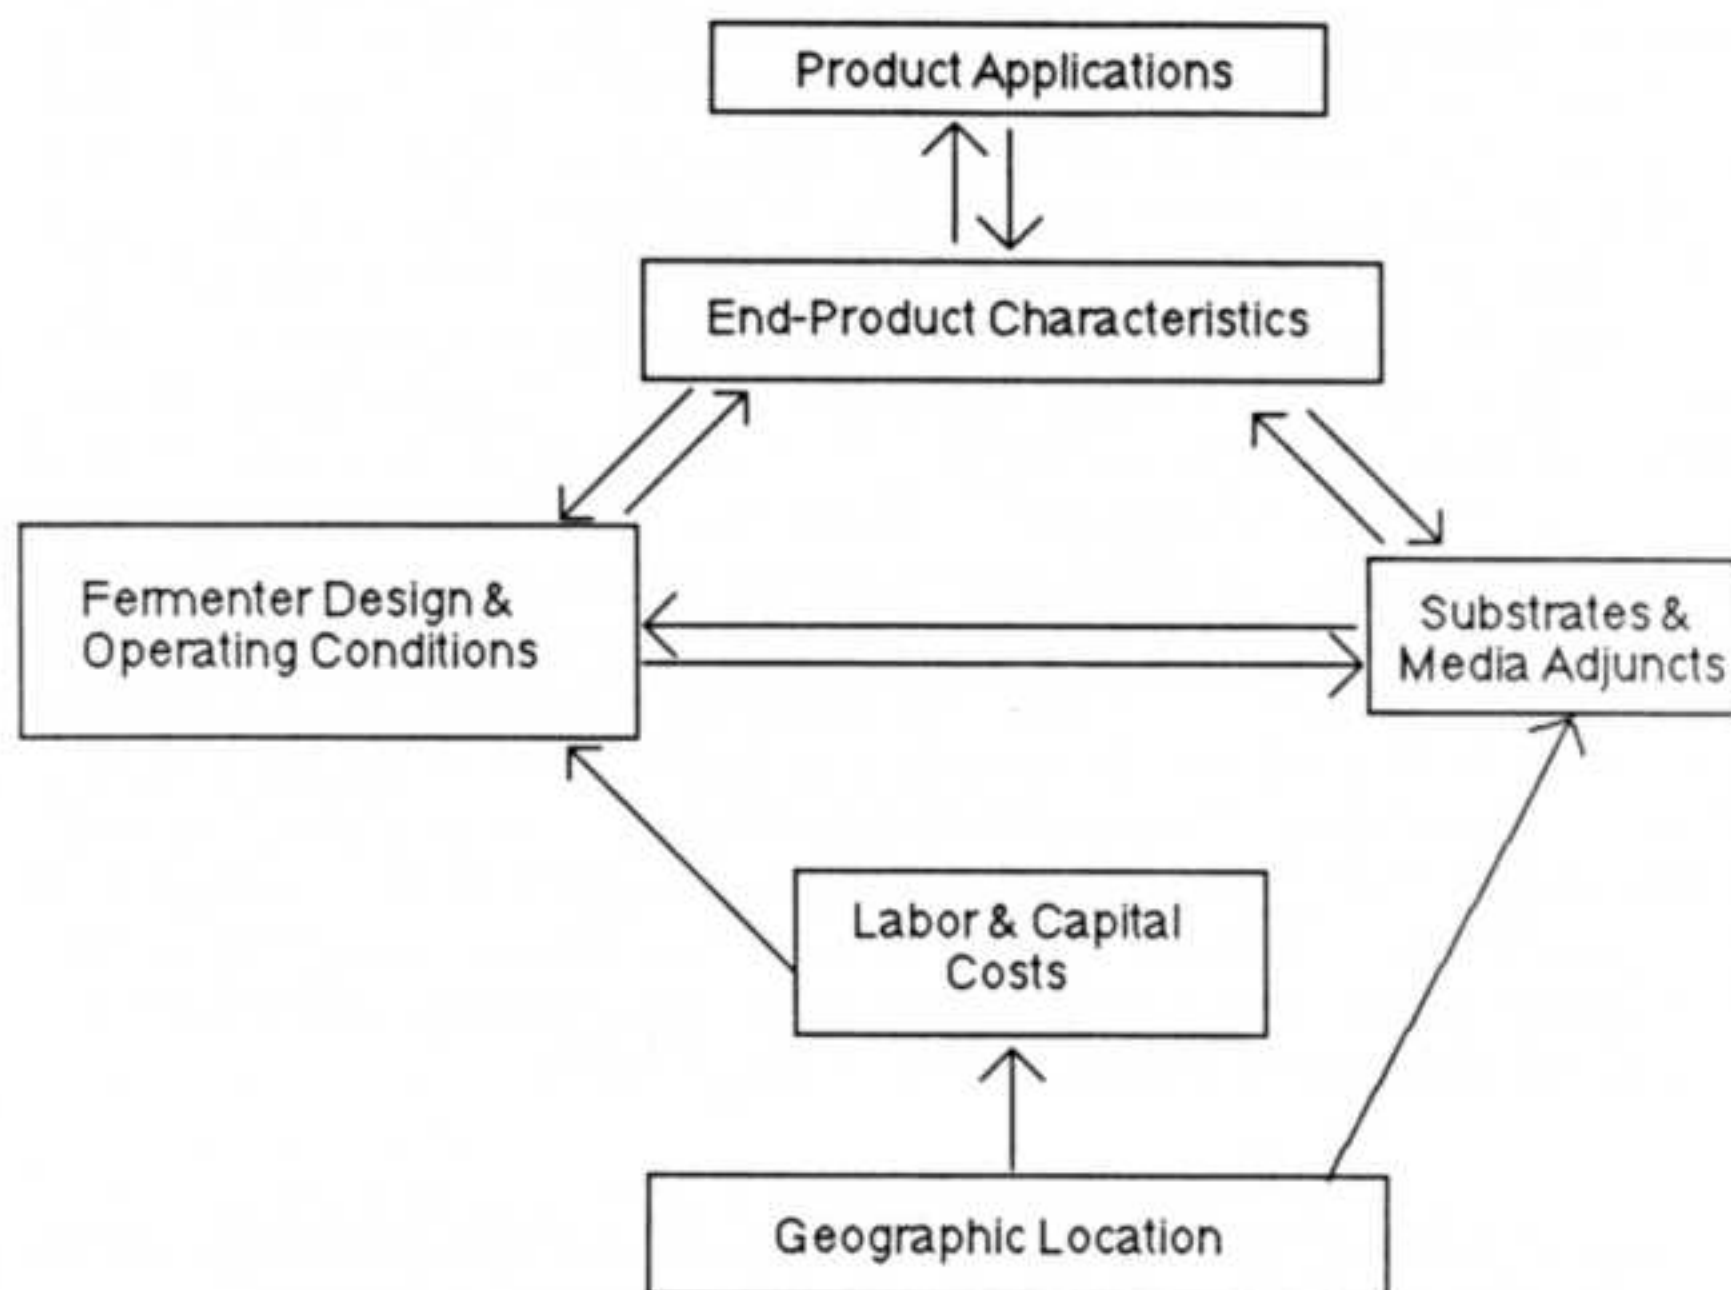 Product Applications
End-Product Characteristics
Fermenter Design &
Operating Conditions
Substrates &
Media Adjuncts
Labor & Capital
Costs
Geographic Location